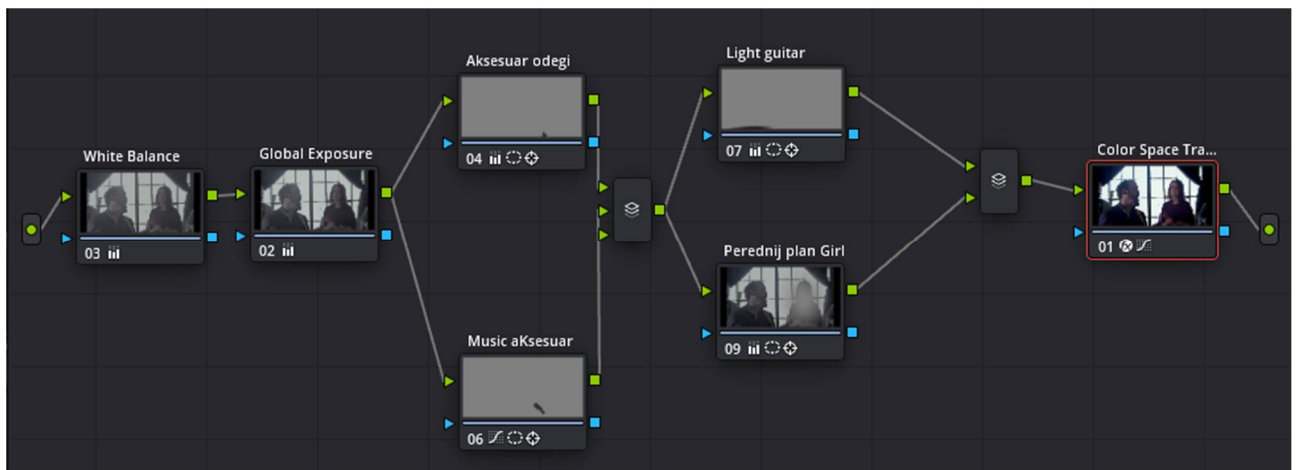 Aksesuar odegi
Light guitar
White Balance
Global Exposure
Color Space Tra...
04
07
03
02
01
Music aKsesuar
Perednij plan Girl
06
09